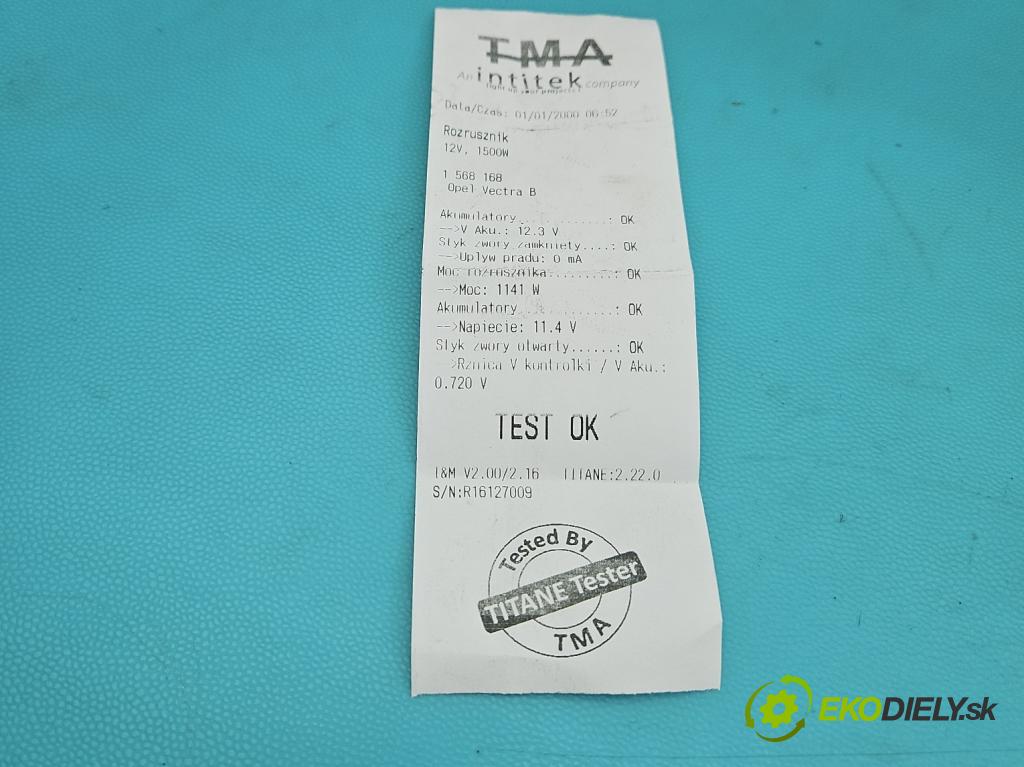 TMA
An intitek company
light up your projects !
Data/Czas: 01/01/2000 06:52
Rozrusznik
12V, 1500W
1 568 168
Opel Vectra B
Akumulatory...........: OK
-->V Aku.: 12.3 V
Styk zwory zamkniety....: OK
-->Uplyw pradu: 0 mA
Moc rozrusznika.........: OK
-->Moc: 1141 W
Akumulatory...........: OK
-->Napiecie: 11.4 V
Styk zwory otwarty......: OK
-->Rznica V kontrolki / V Aku.:
0.720 V
TEST OK
I&M V2.00/2.16 TITANE:2.22.0
S/N:R16127009
Tested By
TITANE Tester
TMA
EKODIELY.sk